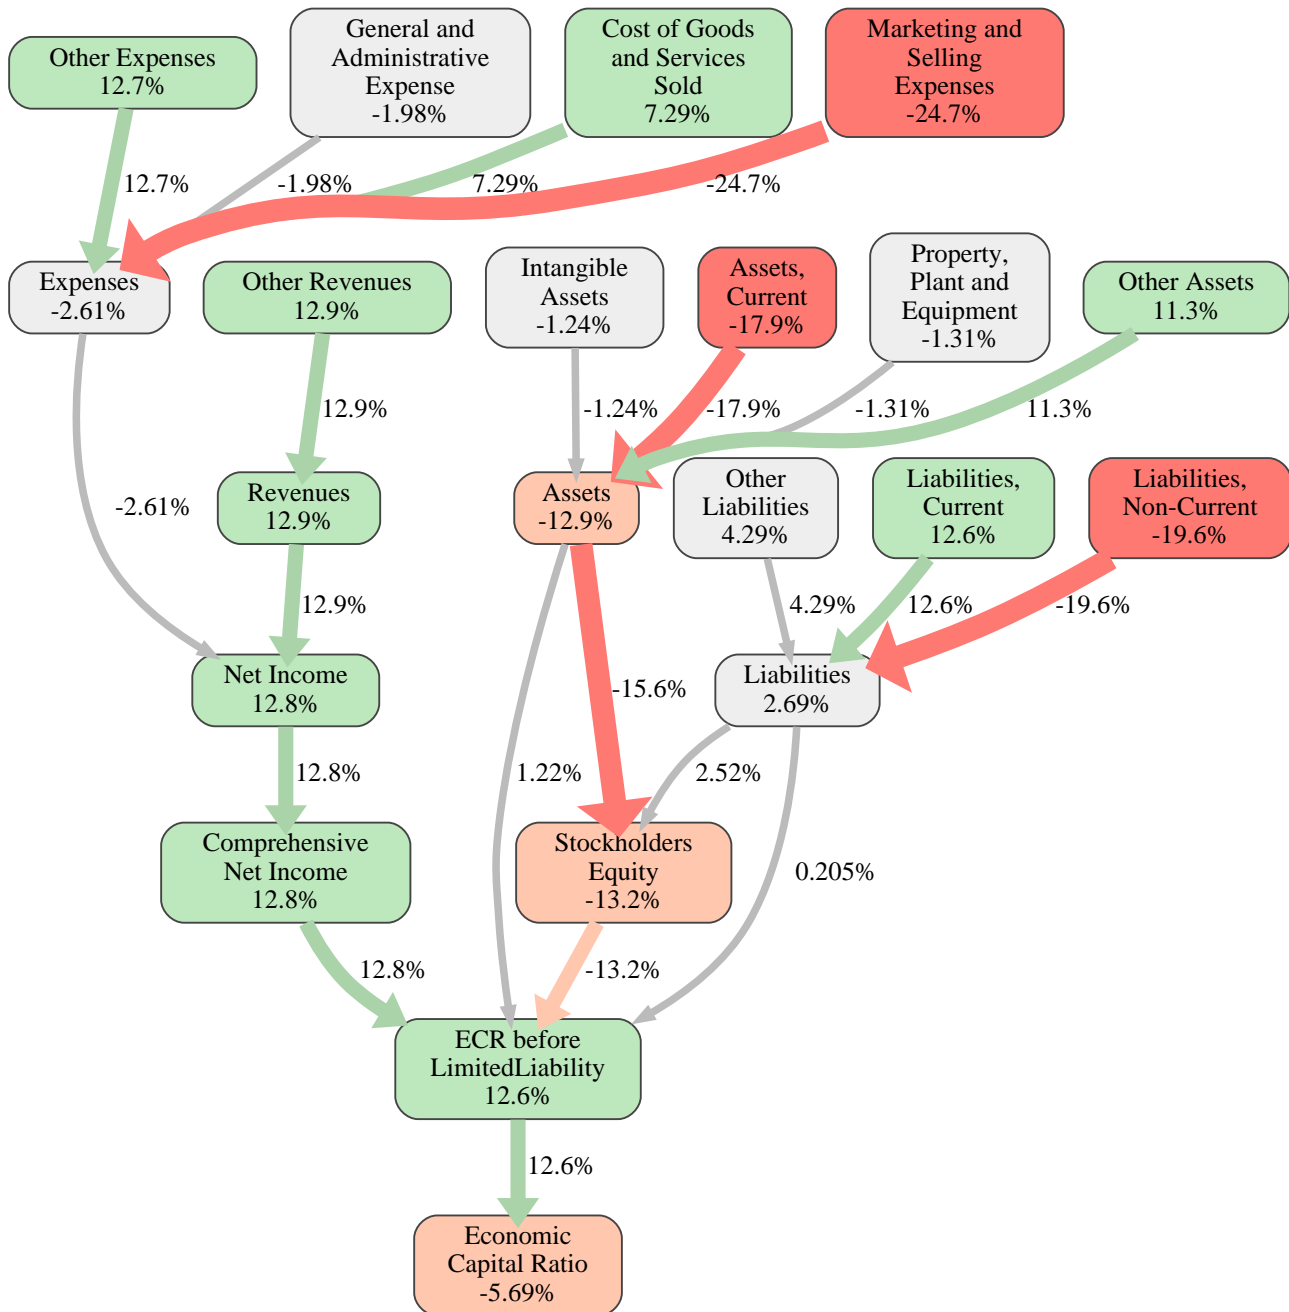 Other Expenses
12.7%
General and
Administrative
Expense
-1.98%
Cost of Goods
and Services
Sold
7.29%
Marketing and
Selling
Expenses
-24.7%
12.7%
-1.98%
7.29%
-24.7%
Expenses
-2.61%
Other Revenues
12.9%
Intangible
Assets
-1.24%
Assets,
Current
-17.9%
Property,
Plant and
Equipment
-1.31%
Other Assets
11.3%
12.9%
-1.24%
-17.9%
-1.31%
11.3%
-2.61%
Revenues
12.9%
Assets
-12.9%
Other
Liabilities
4.29%
Liabilities,
Current
12.6%
Liabilities,
Non-Current
-19.6%
12.9%
4.29%
12.6%
-19.6%
Net Income
12.8%
-15.6%
Liabilities
2.69%
12.8%
1.22%
2.52%
Comprehensive
Net Income
12.8%
Stockholders
Equity
-13.2%
0.205%
12.8%
-13.2%
ECR before
LimitedLiability
12.6%
12.6%
Economic
Capital Ratio
-5.69%